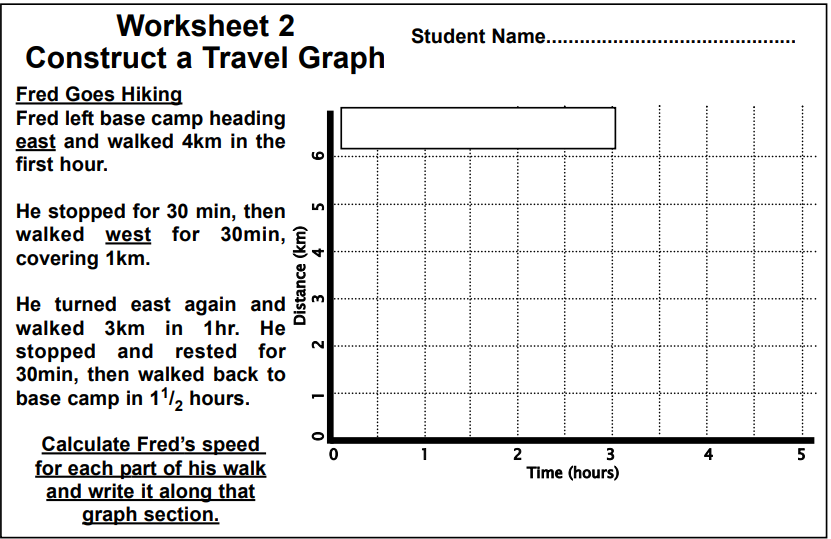 Worksheet 2
Construct a Travel Graph
Student Name.............................................
Fred Goes Hiking
Fred left base camp heading
east and walked 4km in the
first hour.
He stopped for 30 min, then
walked west for 30min,
covering 1km.
He turned east again and
walked 3km in 1hr. He
stopped and rested for
30min, then walked back to
base camp in 1 1/2 hours.
Calculate Fred's speed
for each part of his walk
and write it along that
graph section.
Distance (km)
6
5
4
3
2
1
0
0 1 2 3 4 5
Time (hours)